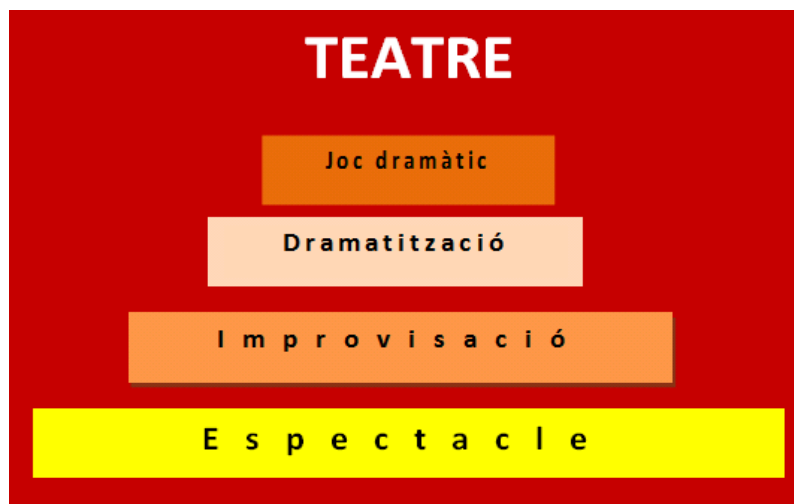 TEATRE
Joc dramàtic
Dramatització
Improvisació
Espectacle